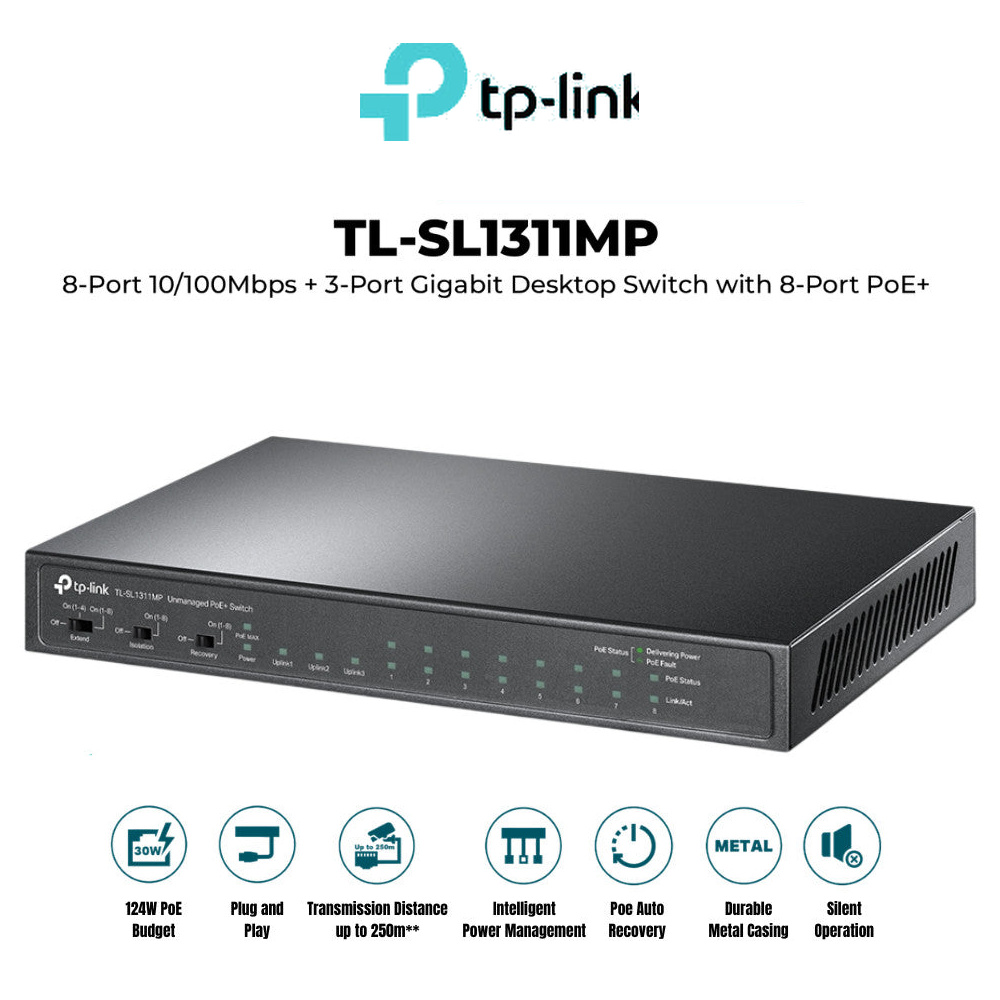 tp-link
TL-SL1311MP
8-Port 10/100Mbps + 3-Port Gigabit Desktop Switch with 8-Port PoE+
tp-link TL-SL1311MP Unmanaged PoE+ Switch
On (1-4) On (1-8)
Off
Extend
On (1-8)
Off
Isolation
On (1-8)
Off
Recovery
PoE MAX
Power Uplink1 Uplink2 Uplink3 1 2 3 4 5 6 7 8
PoE Status
Delivering Power
PoE Fault
PoE Status
Link/Act
30W
Up to 250m
METAL
124W PoE
Budget
Plug and
Play
Transmission Distance
up to 250m**
Intelligent
Power Management
Poe Auto
Recovery
Durable
Metal Casing
Silent
Operation